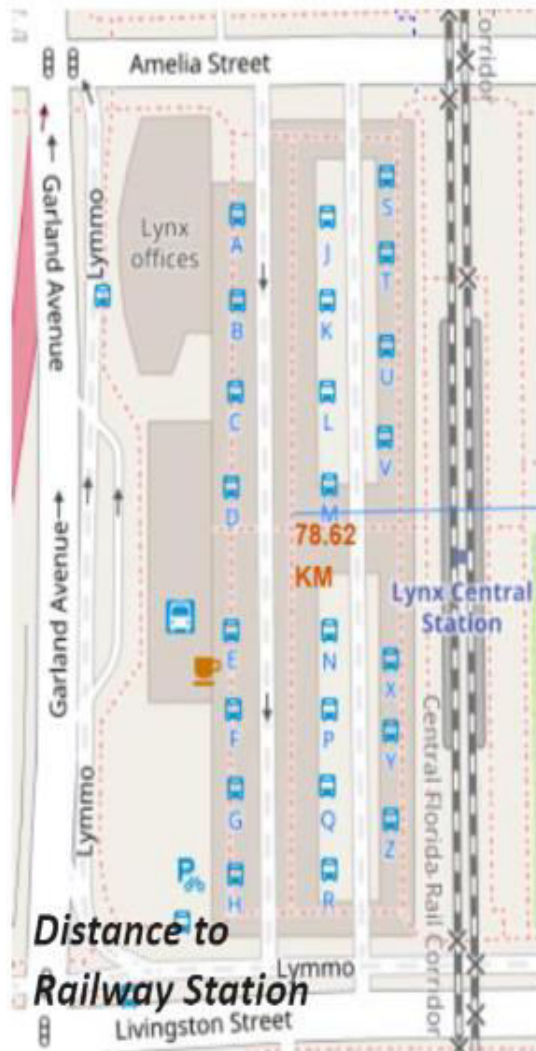 Corridor
Amelia Street
Garland Avenue
Lymmo
Lynx
offices
A
B
C
D
J
K
L
M
S
T
U
V
78.62
KM
Lynx Central
Station
Garland Avenue
E
F
G
H
N
P
Q
R
X
Y
Z
Central Florida Rail Corridor
Lymmo
P
Distance to
Railway Station
Lymmo
Livingston Street